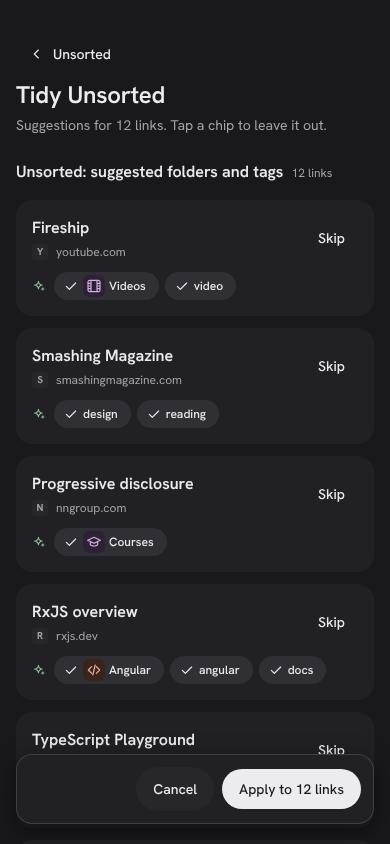 Unsorted
Tidy Unsorted
Suggestions for 12 links. Tap a chip to leave it out.
Unsorted: suggested folders and tags 12 links
Fireship
Skip
Y youtube.com
Videos video
Smashing Magazine
Skip
S smashingmagazine.com
design reading
Progressive disclosure
Skip
N nngroup.com
Courses
RxJS overview
Skip
R rxjs.dev
Angular angular docs
TypeScript Playground
Skip
Cancel Apply to 12 links